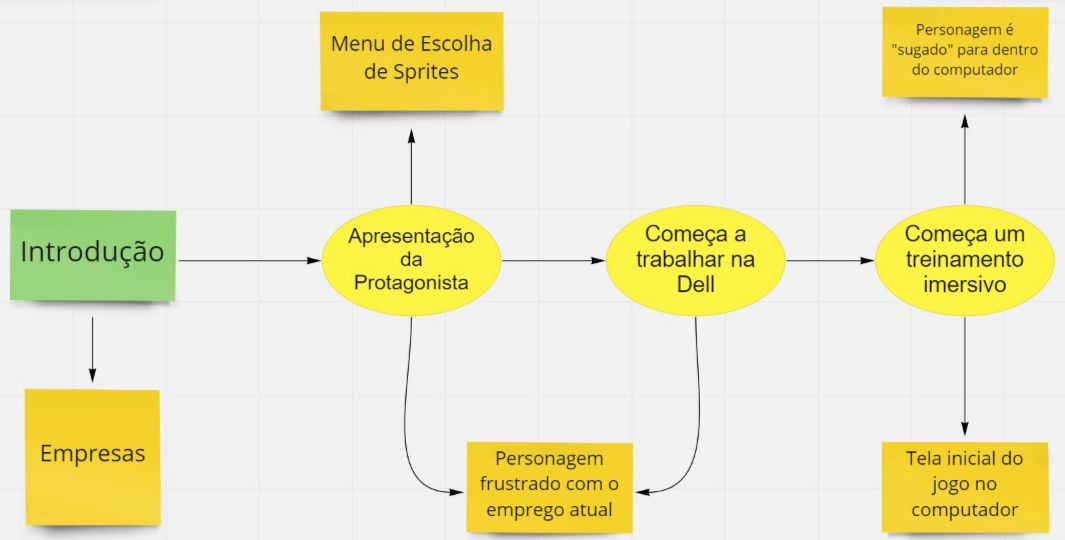 Menu de Escolha
de Sprites
Personagem é
"sugado" para dentro
do computador
Introdução
Apresentação
da
Protagonista
Começa a
trabalhar na
Dell
Começa um
treinamento
imersivo
Empresas
Personagem
frustrado com o
emprego atual
Tela inicial do
jogo no
computador